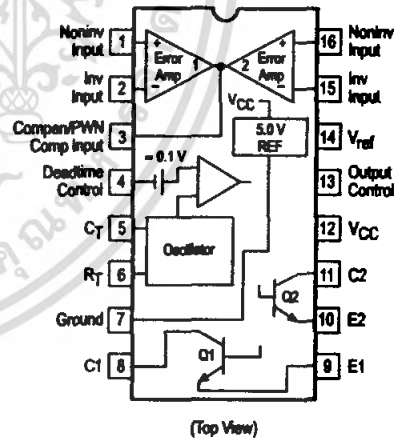 Noninv
Input
1
Inv
Input
2
Compen/PWN
Comp Input
3
Deadtime
Control
4
CT
5
RT
6
Ground
7
C1
8
+
Error
Amp
1
−
+
2
Error
Amp
−
VCC
5.0 V
REF
≈ 0.1 V
Oscillator
Q2
Q1
16
Noninv
Input
15
Inv
Input
14
Vref
13
Output
Control
12
VCC
11
C2
10
E2
9
E1
(Top View)